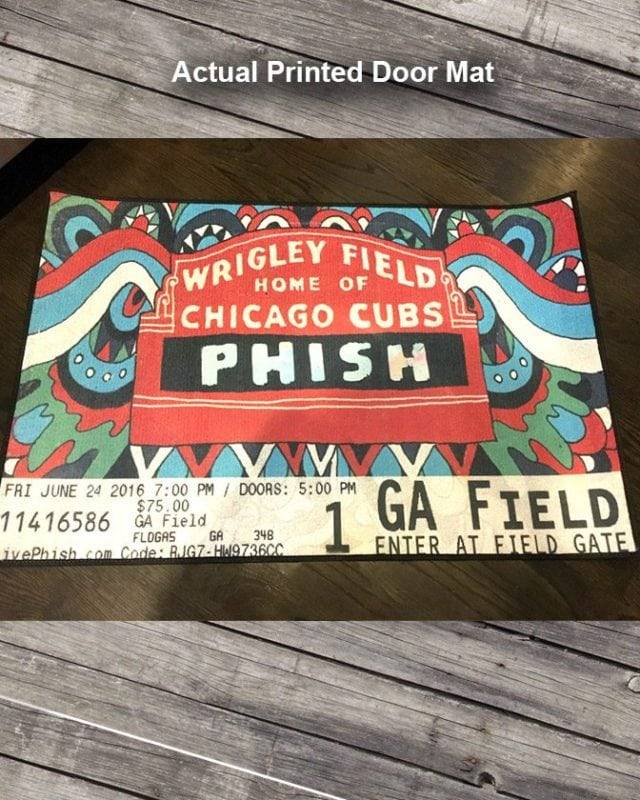 Actual Printed Door Mat
WRIGLEY FIELD
HOME OF
CHICAGO CUBS
PHISH
FRI JUNE 24 2016 7:00 PM / DOORS: 5:00 PM
$75.00
11416586 GA Field
FLDGAS GA 348
ivePhish.com Code: RJG7-HW9736CC
1
GA FIELD
ENTER AT FIELD GATE